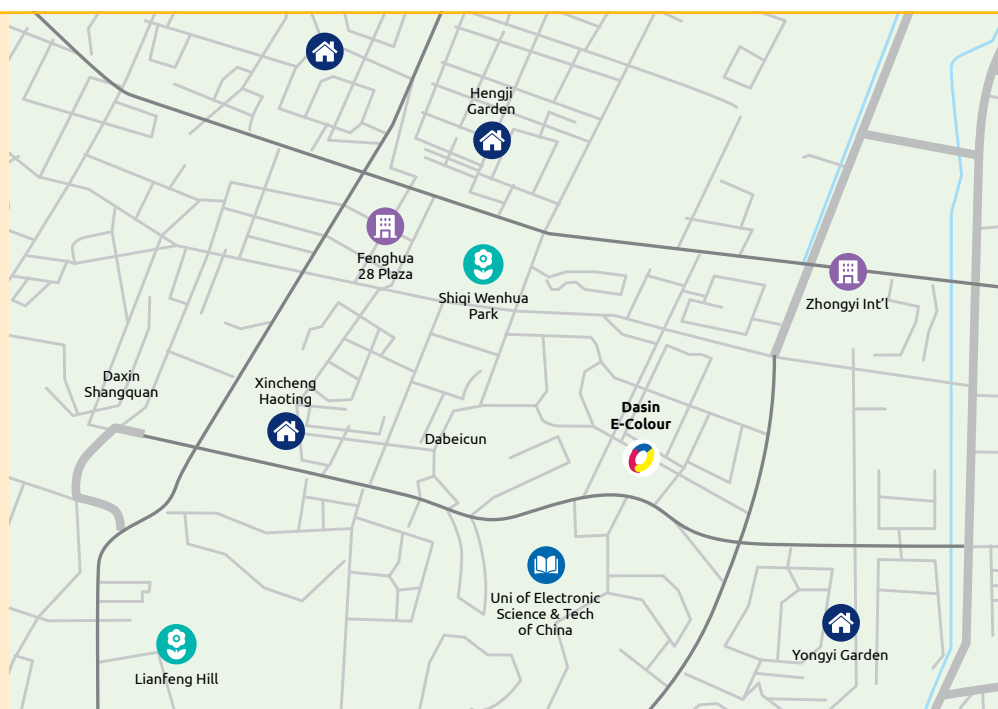 Hengji
Garden
Fenghua
28 Plaza
Shiqi Wenhua
Park
Zhongyi Int'l
Daxin
Shangquan
Xincheng
Haoting
Dasin
E-Colour
Dabeicun
Uni of Electronic
Science & Tech
of China
Yongyi Garden
Lianfeng Hill